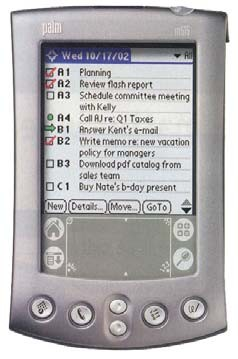 palm m515
Wed 10/17/02 All
A1 Planning
A2 Review flash report
A3 Schedule committee meeting
with Kelly
A4 Call AJ re: Q1 Taxes
B1 Answer Kent's e-mail
B2 Write memo re: new vacation
policy for managers
B3 Download pdf catalog from
sales team
C1 Buy Nate's b-day present
New Details... Move... GoTo